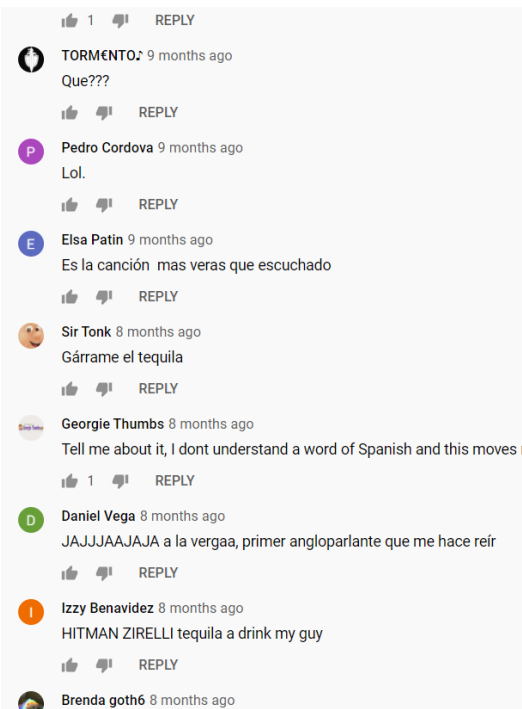 1 REPLY
TORM€NTO♪ 9 months ago
Que???
REPLY
P
Pedro Cordova 9 months ago
Lol.
REPLY
E
Elsa Patin 9 months ago
Es la canción mas veras que escuchado
REPLY
Sir Tonk 8 months ago
Gárrame el tequila
REPLY
Georgie Thumbs 8 months ago
Tell me about it, I dont understand a word of Spanish and this moves
1 REPLY
D
Daniel Vega 8 months ago
JAJJJAAJAJA a la vergaa, primer angloparlante que me hace reír
REPLY
I
Izzy Benavidez 8 months ago
HITMAN ZIRELLI tequila a drink my guy
REPLY
Brenda goth6 8 months ago